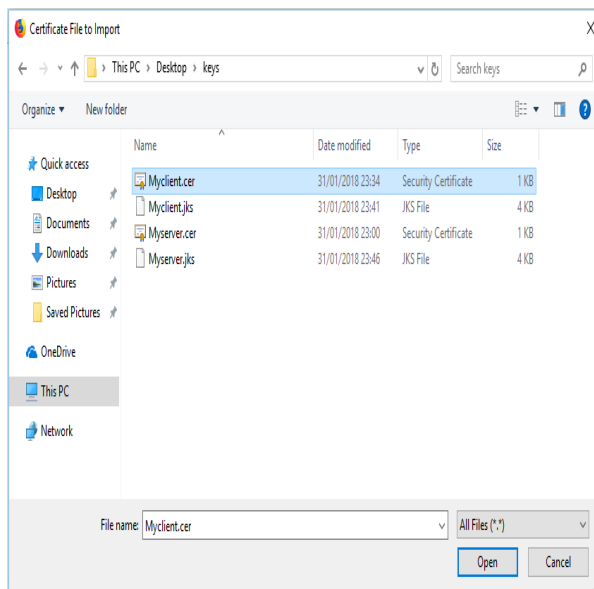 Certificate File to Import
This PC > Desktop > keys
Search keys
Organize
New folder
Name Date modified Type Size
Quick access
Desktop
Documents
Downloads
Pictures
Saved Pictures
OneDrive
This PC
Network
Myclient.cer 31/01/2018 23:34 Security Certificate 1 KB
Myclient.jks 31/01/2018 23:41 JKS File 4 KB
Myserver.cer 31/01/2018 23:00 Security Certificate 1 KB
Myserver.jks 31/01/2018 23:46 JKS File 4 KB
File name: Myclient.cer All Files (*.*)
Open Cancel